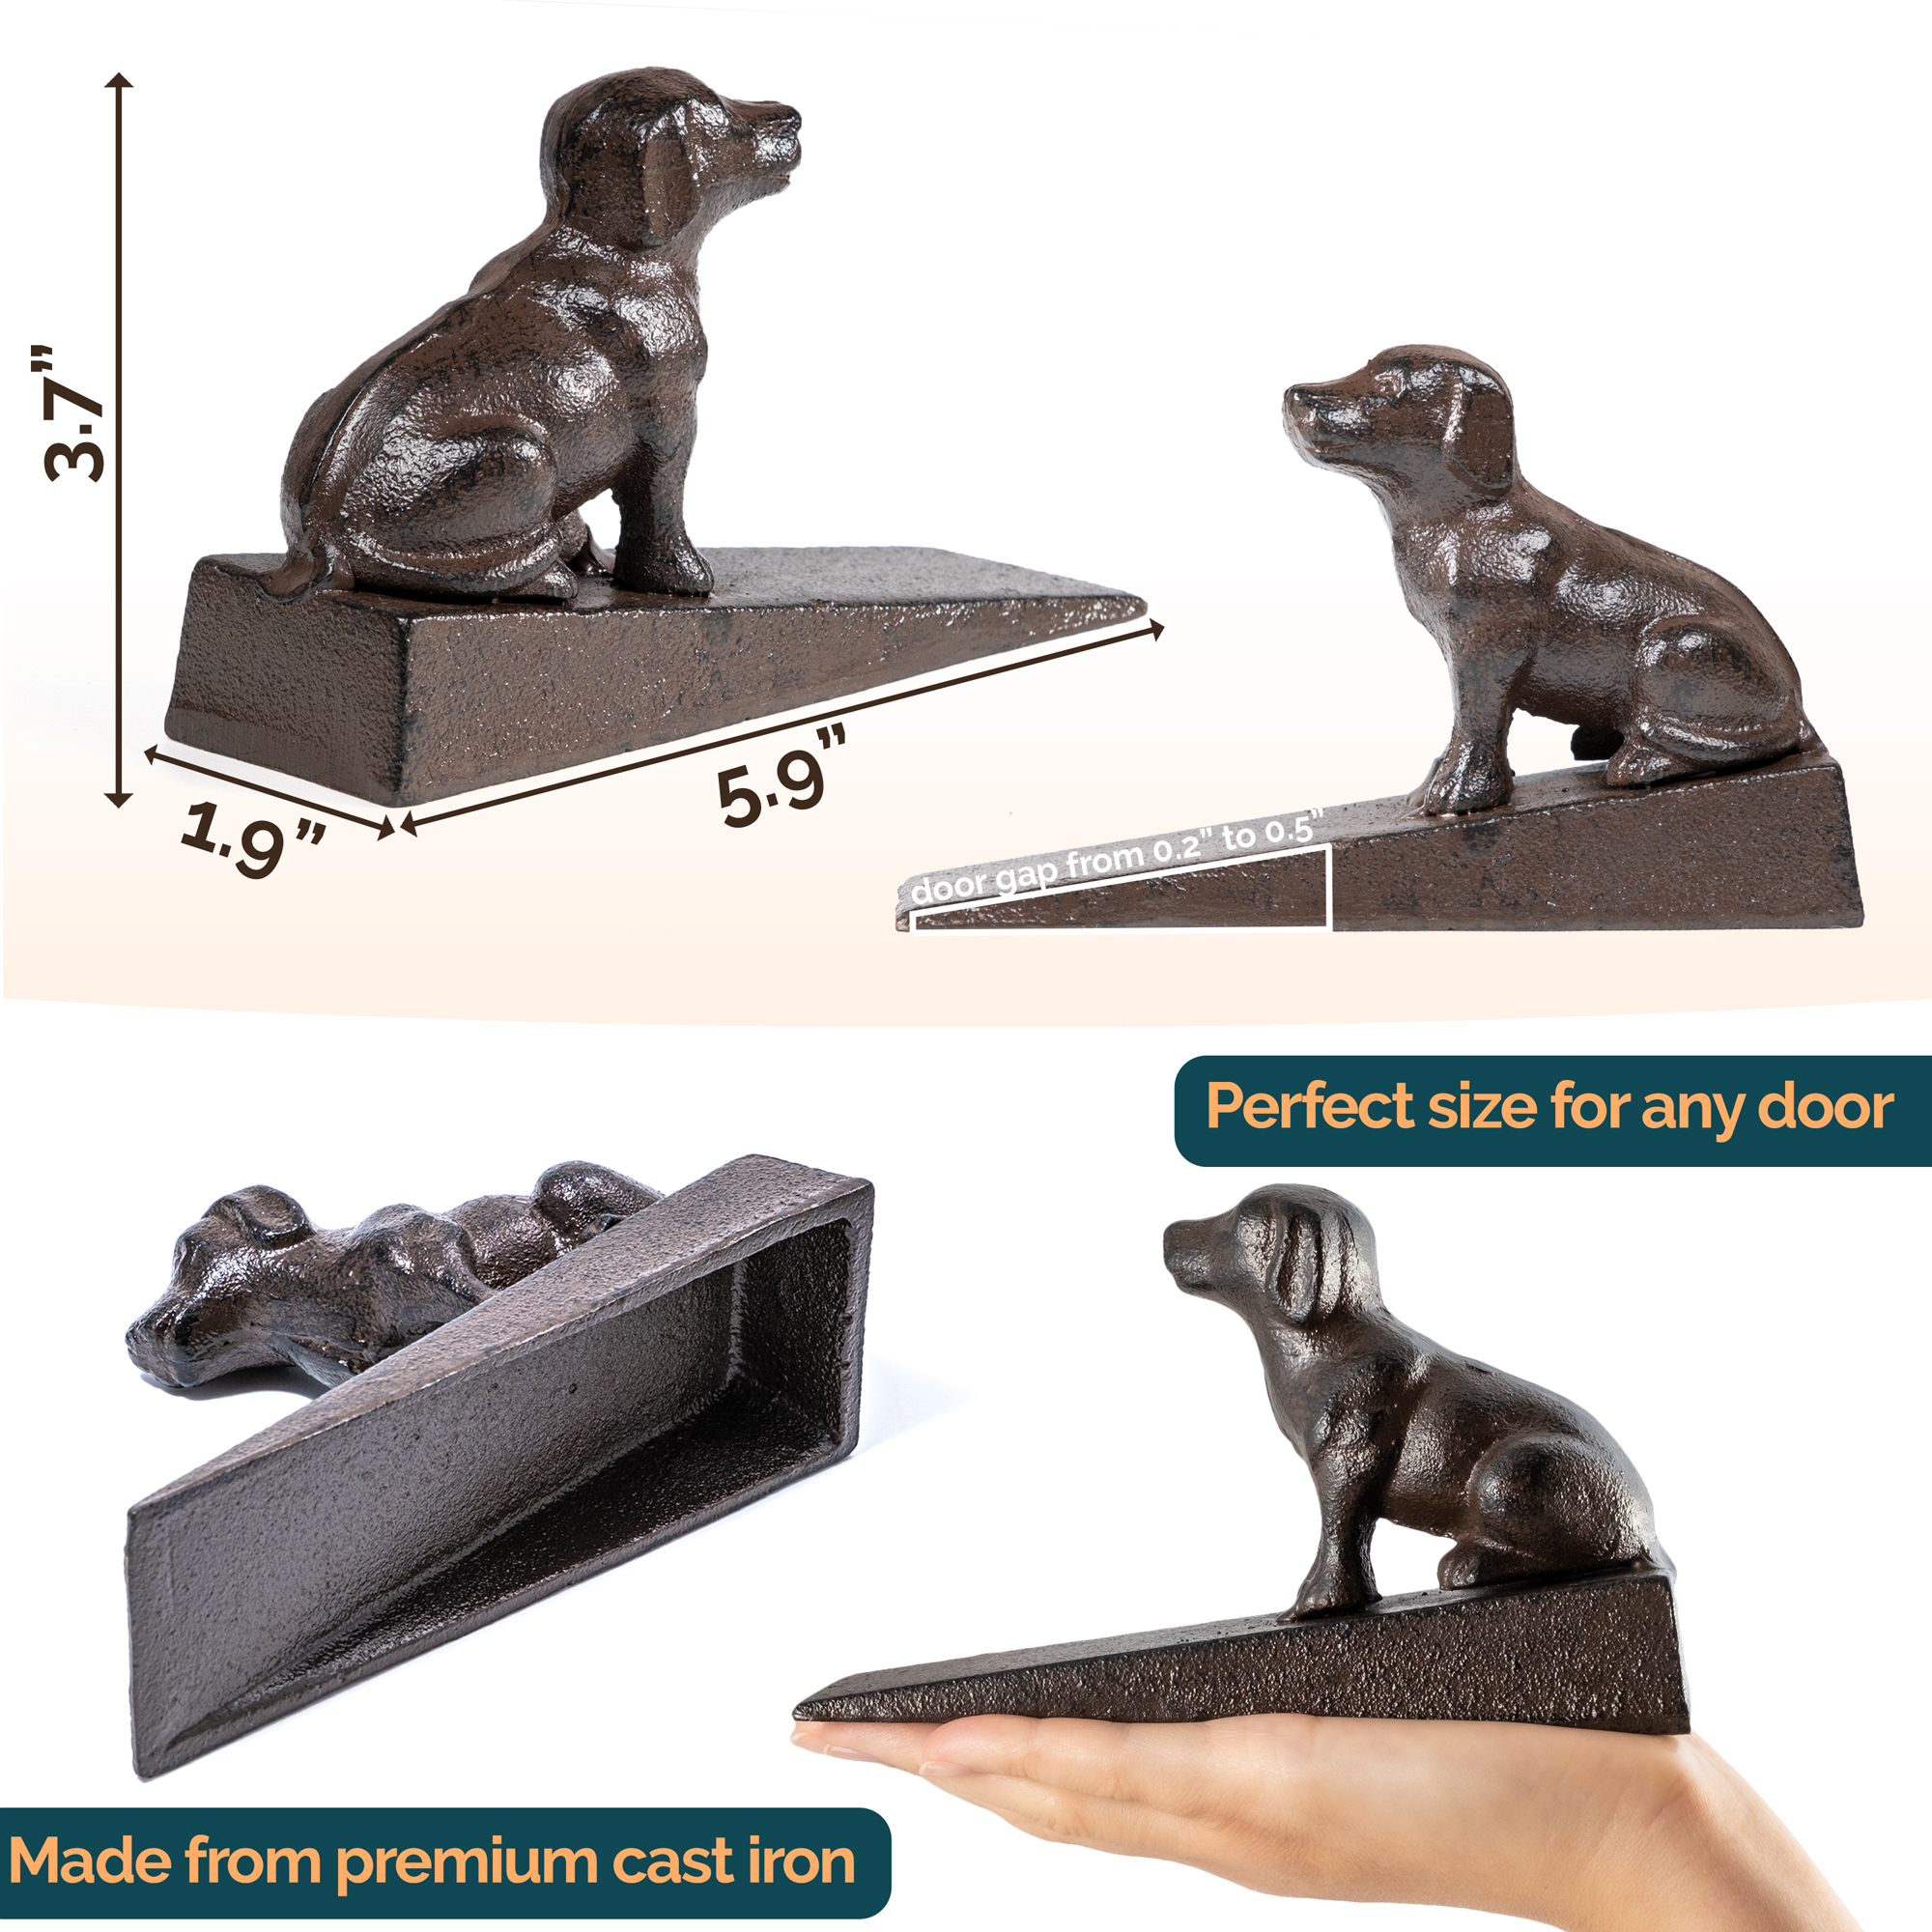 3.7”
1.9”
5.9”
door gap from 0.2” to 0.5”
Perfect size for any door
Made from premium cast iron